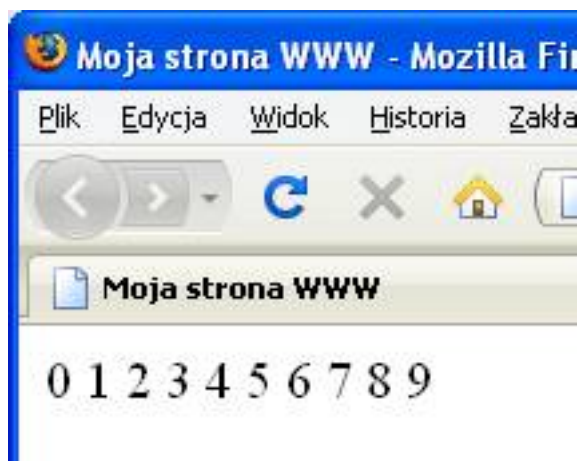 Moja strona WWW - Mozilla Fi
Plik Edycja Widok Historia Zakła
Moja strona WWW
0 1 2 3 4 5 6 7 8 9